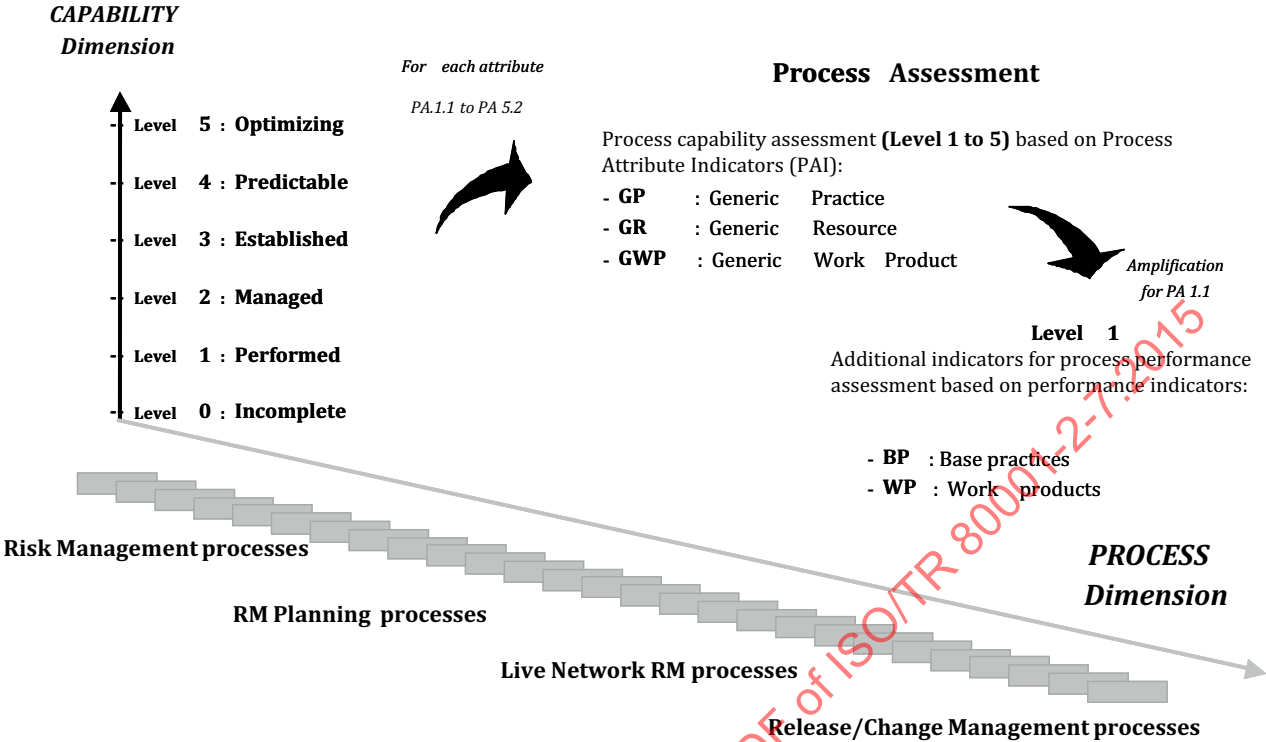 CAPABILITY
Dimension
For each attribute
PA.1.1 to PA 5.2
Process Assessment
Level 5 : Optimizing
Level 4 : Predictable
Level 3 : Established
Level 2 : Managed
Level 1 : Performed
Level 0 : Incomplete
Process capability assessment (Level 1 to 5) based on Process
Attribute Indicators (PAI):
- GP : Generic Practice
- GR : Generic Resource
- GWP : Generic Work Product
Amplification
for PA 1.1
Level 1
Additional indicators for process performance
assessment based on performance indicators:
- BP : Base practices
- WP : Work products
PROCESS
Dimension
Risk Management processes
RM Planning processes
Live Network RM processes
Release/Change Management processes
of ISO/TR 80001-2-7:2015